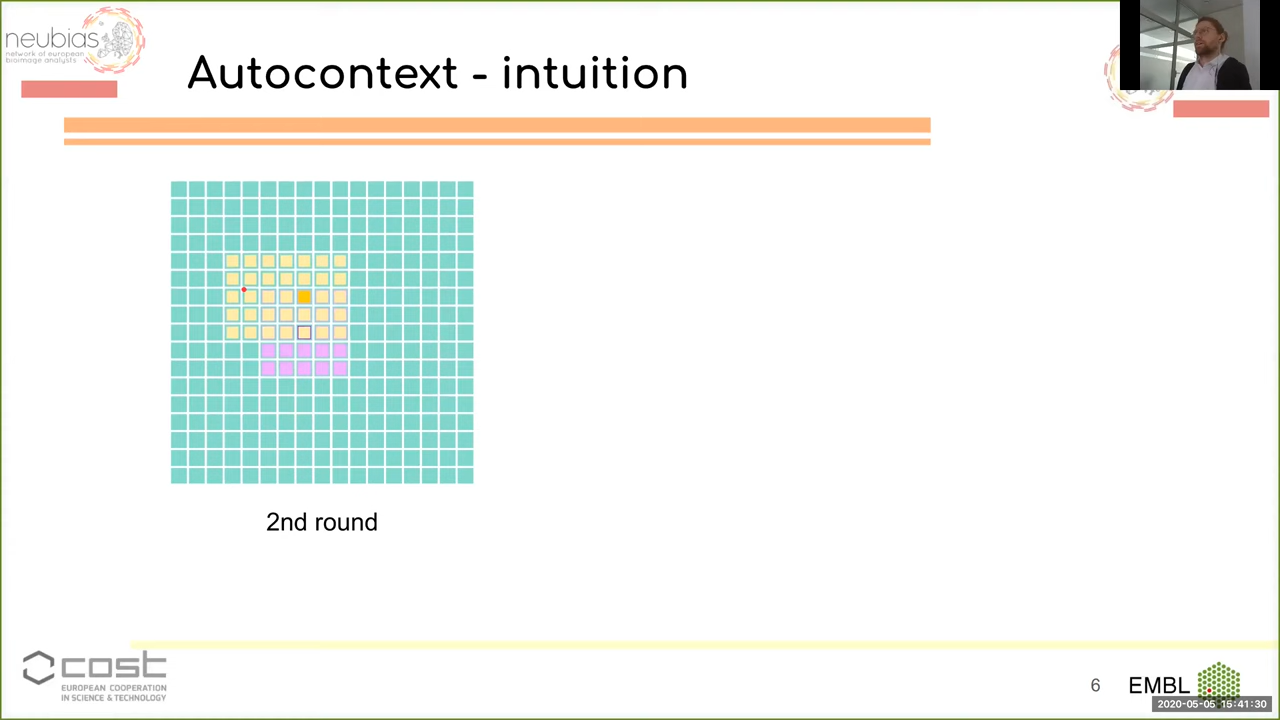 neubias
network of european
bioimage analysts
Autocontext - intuition
2nd round
cost
EUROPEAN COOPERATION
IN SCIENCE & TECHNOLOGY
6
EMBL
2020-05-05 15:41:30